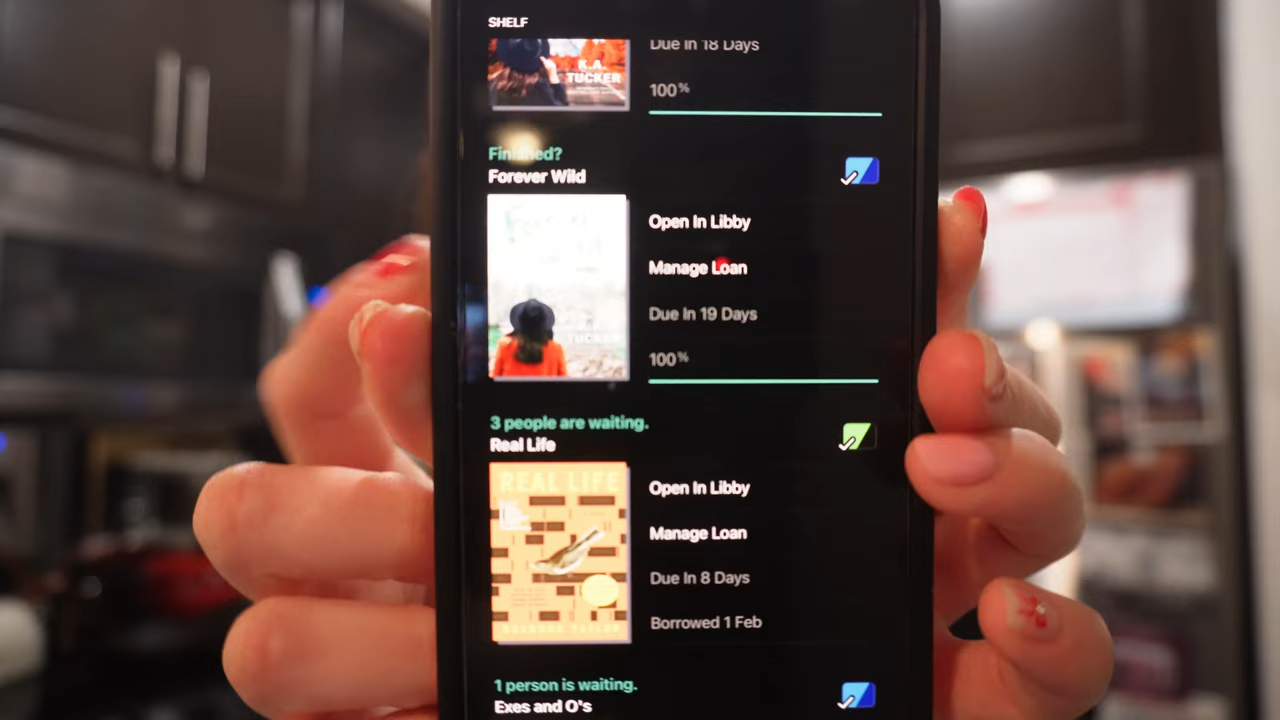 SHELF
K.A.
TUCKER
Due In 18 Days
100%
Finished?
Forever Wild
Open In Libby
Manage Loan
Due In 19 Days
TUCKER
100%
3 people are waiting.
Real Life
REAL LIFE
Open In Libby
Manage Loan
Due In 8 Days
Borrowed 1 Feb
1 person is waiting.
Exes and O's